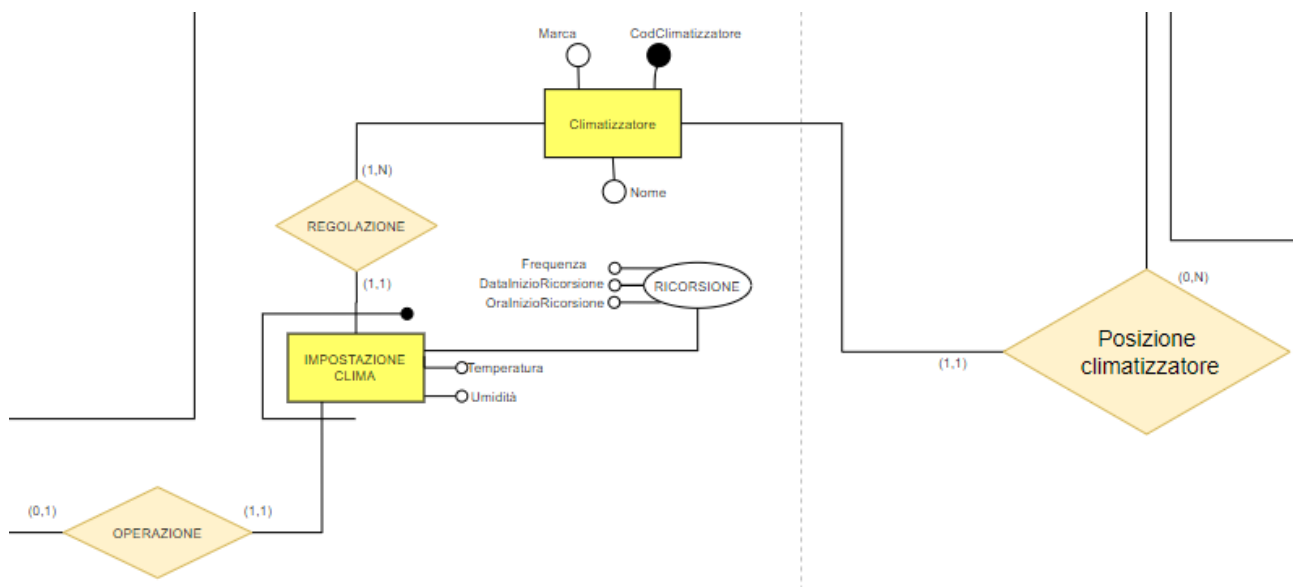 Marca
CodClimatizzatore
Climatizzatore
Nome
(1,N)
REGOLAZIONE
(1,1)
Frequenza
DataInizioRicorsione
OraInizioRicorsione
RICORSIONE
(0,N)
Posizione
climatizzatore
(1,1)
IMPOSTAZIONE
CLIMA
Temperatura
Umidità
(0,1)
OPERAZIONE
(1,1)